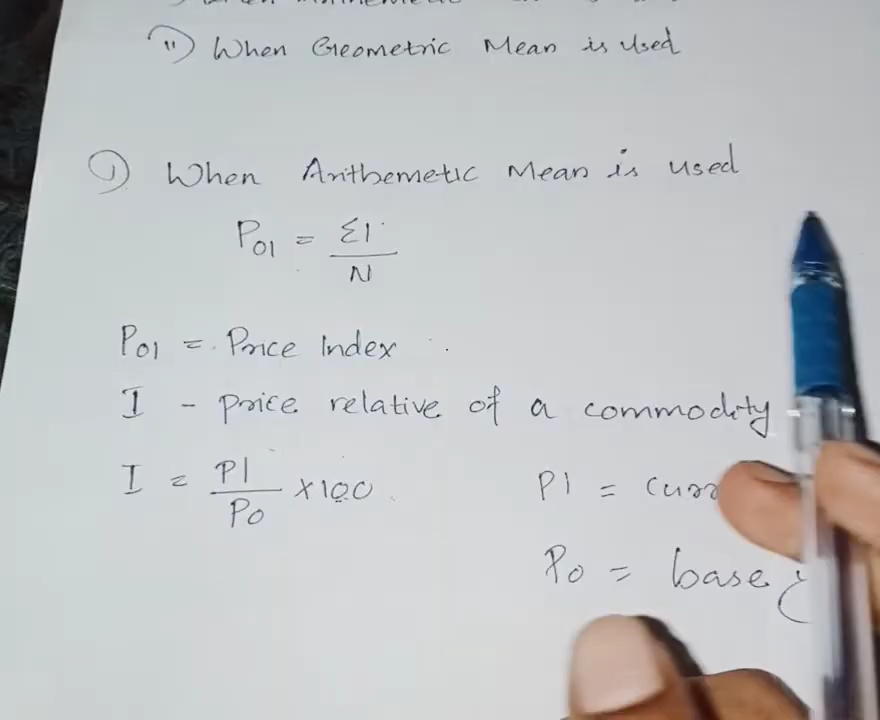 ii) When Geometric Mean is Used
1) When Arithemetic Mean is used
P01 = ΣI / N
P01 = Price Index
I - price relative of a commodity
I = P1 / P0 × 100
P1 =
P0 = base